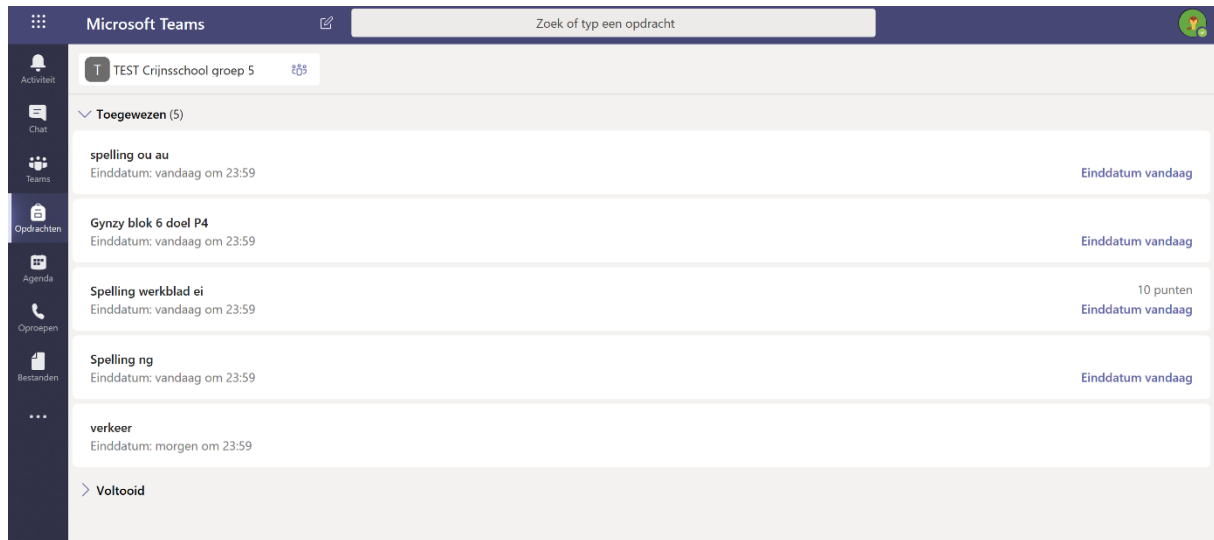 Microsoft Teams
Zoek of typ een opdracht
Activiteit
Chat
Teams
Opdrachten
Agenda
Oproepen
Bestanden
T TEST Crijnsschool groep 5
Toegewezen (5)
spelling ou au
Einddatum: vandaag om 23:59
Einddatum vandaag
Gynzy blok 6 doel P4
Einddatum: vandaag om 23:59
Einddatum vandaag
Spelling werkblad ei
10 punten
Einddatum: vandaag om 23:59
Einddatum vandaag
Spelling ng
Einddatum: vandaag om 23:59
Einddatum vandaag
verkeer
Einddatum: morgen om 23:59
Voltooid